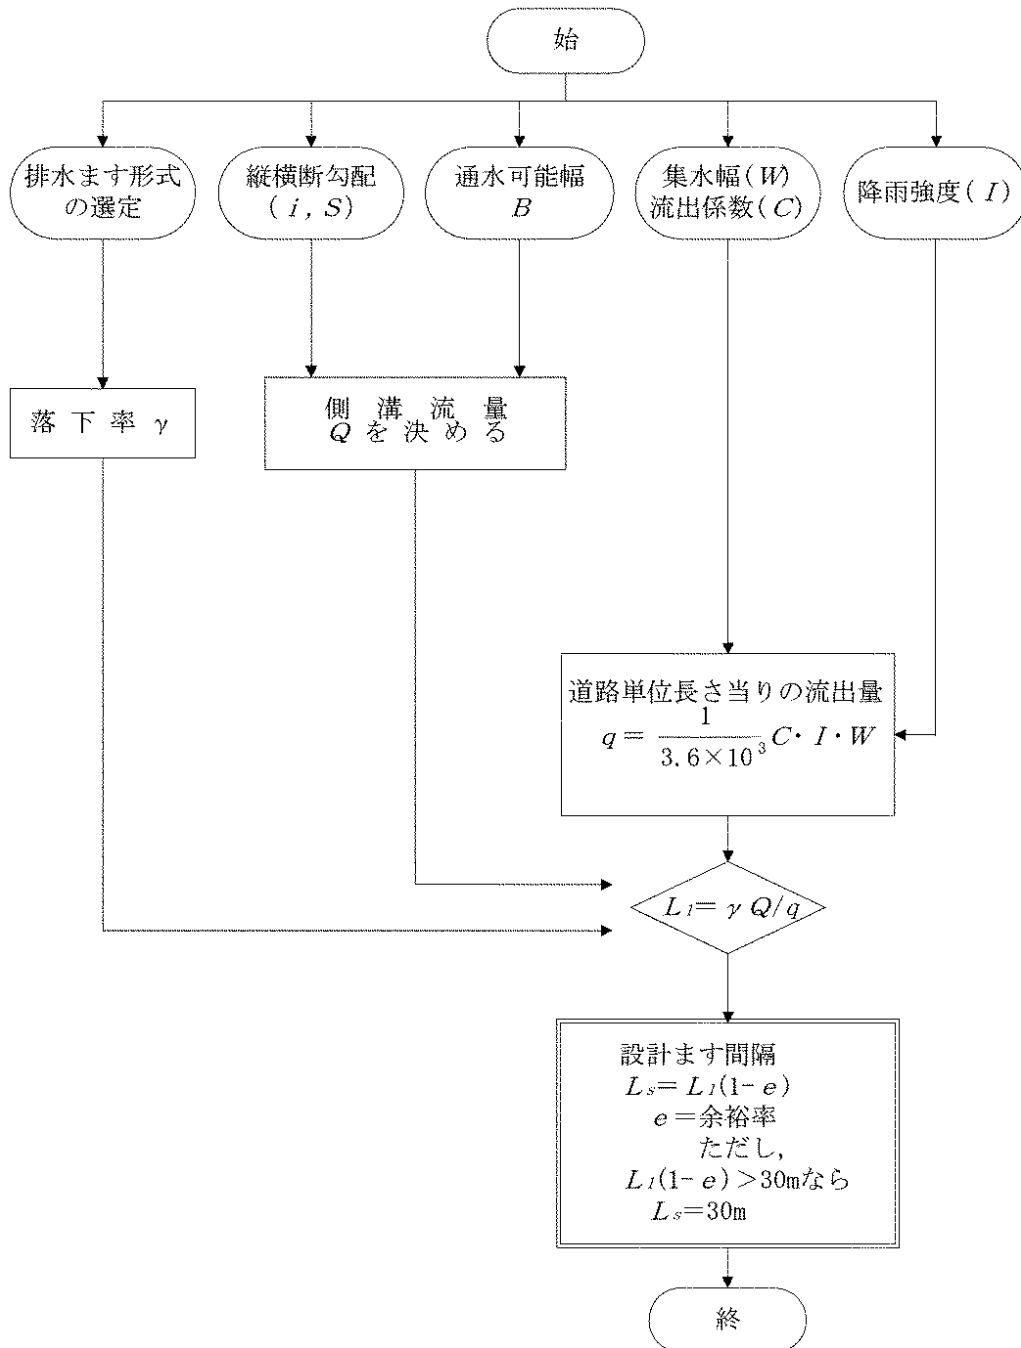 始
排水ます形式
の選定
縦横断勾配
(i, S)
通水可能幅
B
集水幅(W)
流出係数(C)
降雨強度(I)
落下率γ
側溝流量
Qを決める
道路単位長さ当りの流出量
q = 1/3.6×10³ C・I・W
L₁= γ Q/q
設計ます間隔
Lₛ= L₁(1- e)
e=余裕率
ただし,
L₁(1- e)>30mなら
Lₛ=30m
終